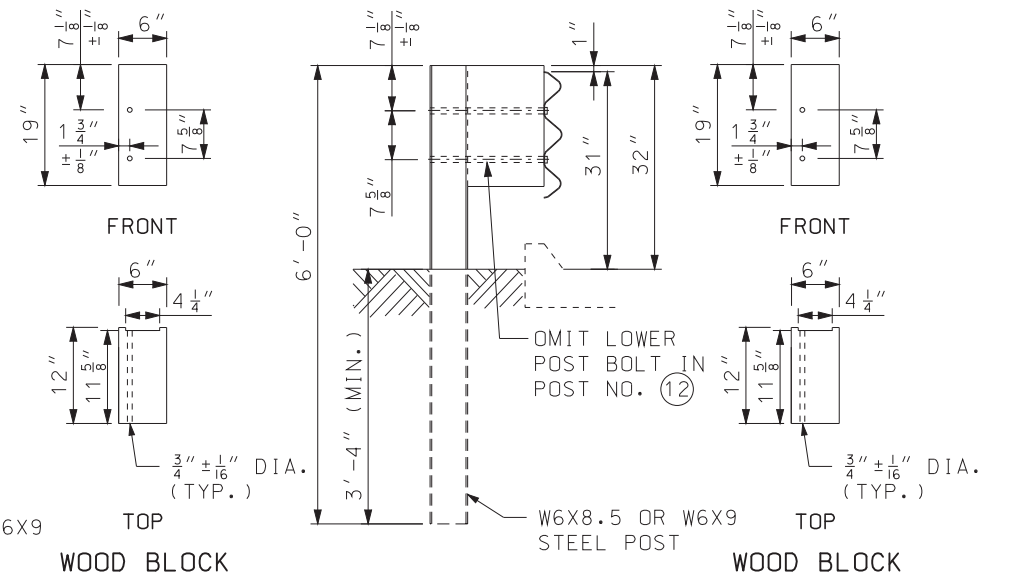 7 1/8" ± 1/8"
6"
19"
1 3/4" ± 1/8"
7 5/8"
FRONT
6"
4 1/4"
12"
11 5/8"
3/4" ± 1/16" DIA.
(TYP.)
TOP
WOOD BLOCK
6X9
7 1/8" ± 1/8"
7 5/8"
1"
31"
32"
6'-0"
3'-4" (MIN.)
OMIT LOWER
POST BOLT IN
POST NO. 12
W6X8.5 OR W6X9
STEEL POST
7 1/8" ± 1/8"
6"
19"
1 3/4" ± 1/8"
7 5/8"
FRONT
6"
4 1/4"
12"
11 5/8"
3/4" ± 1/16" DIA.
(TYP.)
TOP
WOOD BLOCK